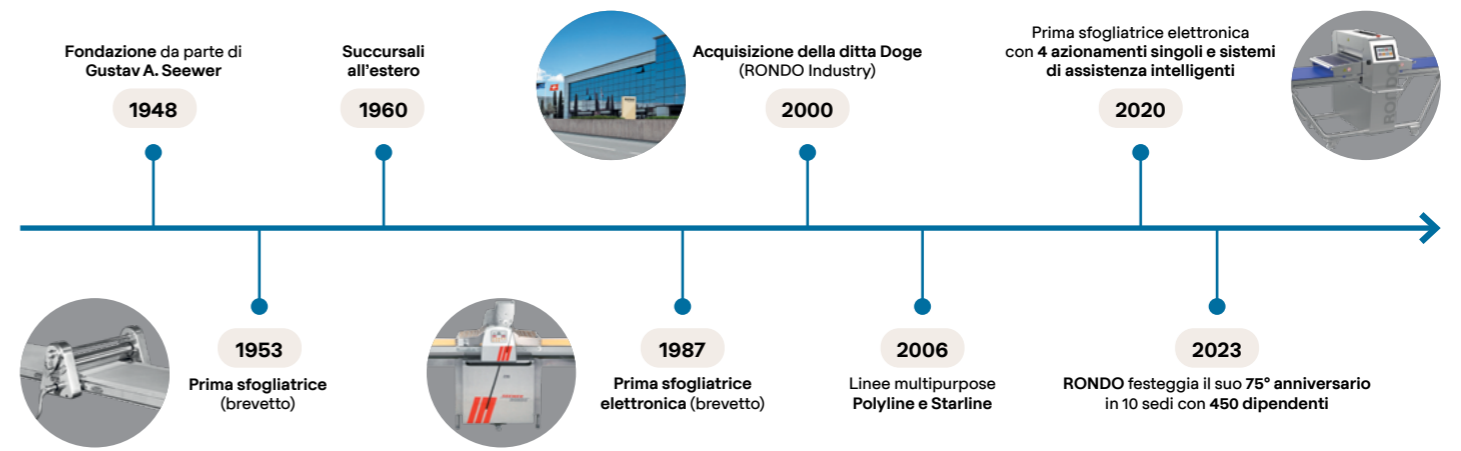 Fondazione da parte di
Gustav A. Seewer
1948
Succursali
all'estero
1960
Acquisizione della ditta Doge
(RONDO Industry)
2000
Prima sfogliatrice elettronica
con 4 azionamenti singoli e sistemi
di assistenza intelligenti
2020
RONDO
1953
Prima sfogliatrice
(brevetto)
1987
Prima sfogliatrice
elettronica (brevetto)
2006
Linee multipurpose
Polyline e Starline
2023
RONDO festeggia il suo 75° anniversario
in 10 sedi con 450 dipendenti